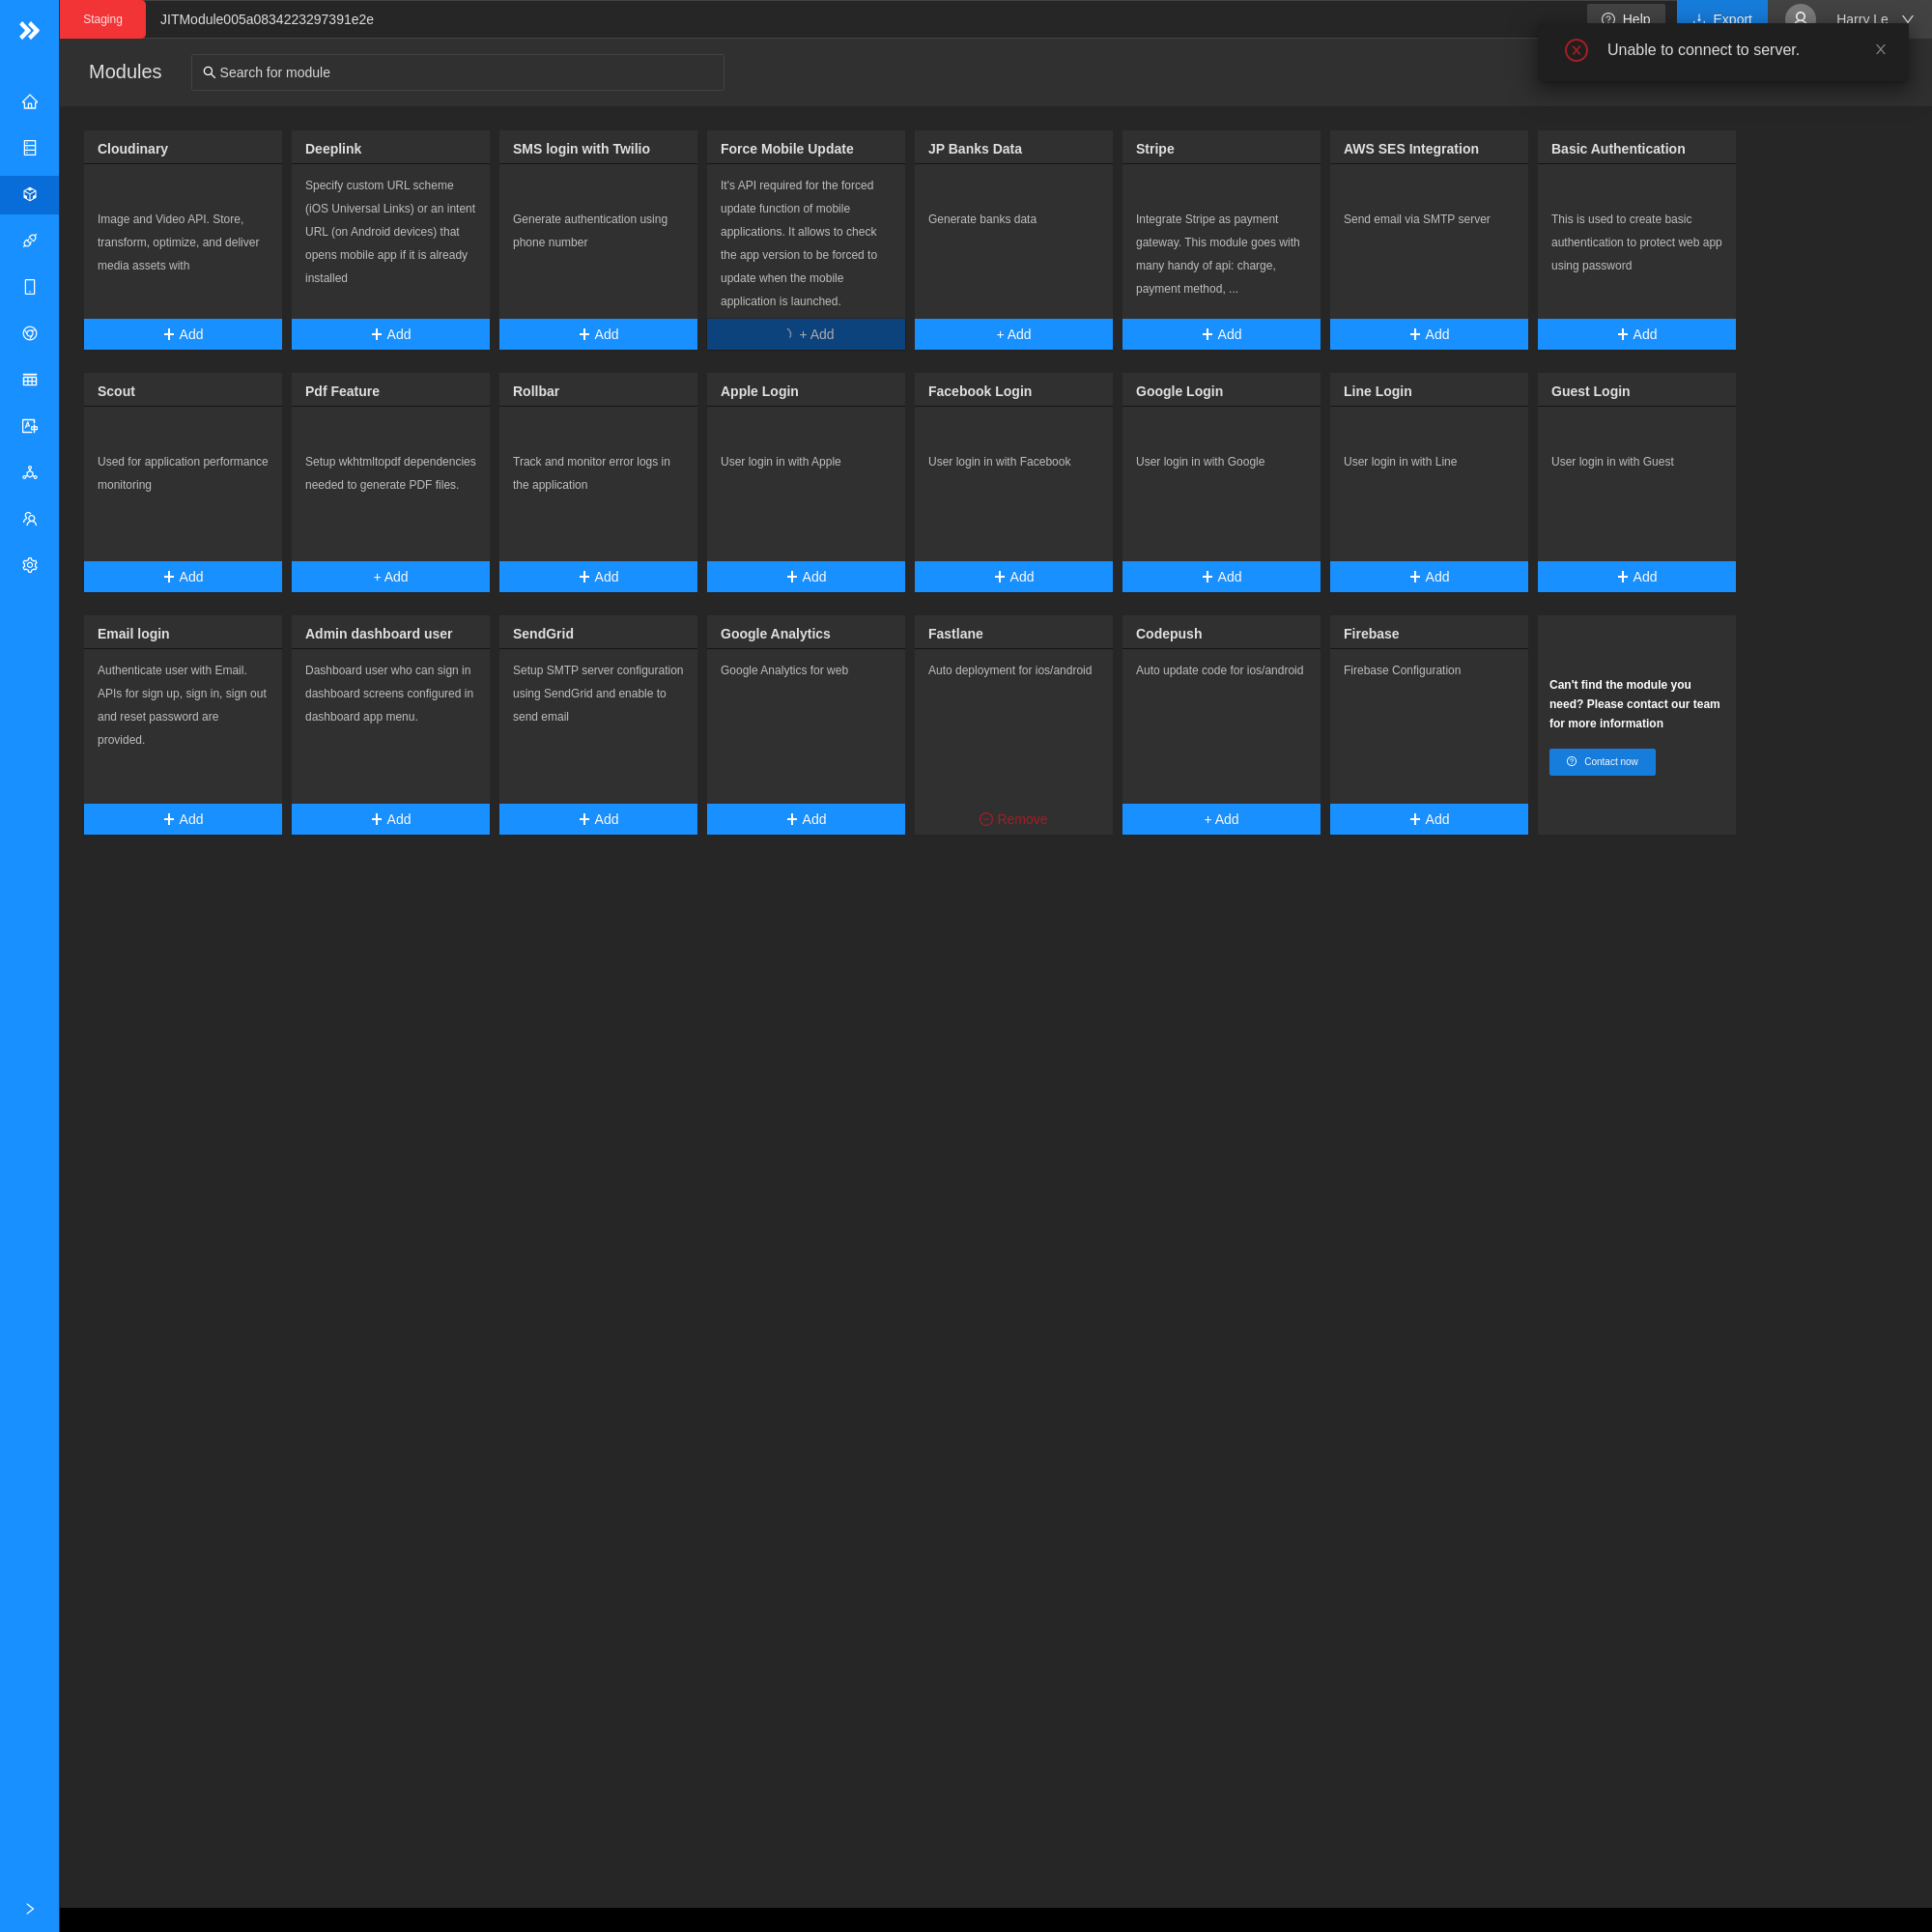 Staging
JITModule005a0834223297391e2e
Help
Export
Harry Le
Unable to connect to server.
Modules
Search for module
Cloudinary
Image and Video API. Store,
transform, optimize, and deliver
media assets with
Add
Deeplink
Specify custom URL scheme
(iOS Universal Links) or an intent
URL (on Android devices) that
opens mobile app if it is already
installed
Add
SMS login with Twilio
Generate authentication using
phone number
Add
Force Mobile Update
It's API required for the forced
update function of mobile
applications. It allows to check
the app version to be forced to
update when the mobile
application is launched.
+ Add
JP Banks Data
Generate banks data
+ Add
Stripe
Integrate Stripe as payment
gateway. This module goes with
many handy of api: charge,
payment method, ...
Add
AWS SES Integration
Send email via SMTP server
Add
Basic Authentication
This is used to create basic
authentication to protect web app
using password
Add
Scout
Used for application performance
monitoring
Add
Pdf Feature
Setup wkhtmltopdf dependencies
needed to generate PDF files.
+ Add
Rollbar
Track and monitor error logs in
the application
Add
Apple Login
User login in with Apple
Add
Facebook Login
User login in with Facebook
Add
Google Login
User login in with Google
Add
Line Login
User login in with Line
Add
Guest Login
User login in with Guest
Add
Email login
Authenticate user with Email.
APIs for sign up, sign in, sign out
and reset password are
provided.
Add
Admin dashboard user
Dashboard user who can sign in
dashboard screens configured in
dashboard app menu.
Add
SendGrid
Setup SMTP server configuration
using SendGrid and enable to
send email
Add
Google Analytics
Google Analytics for web
Add
Fastlane
Auto deployment for ios/android
Remove
Codepush
Auto update code for ios/android
+ Add
Firebase
Firebase Configuration
Add
Can't find the module you
need? Please contact our team
for more information
Contact now